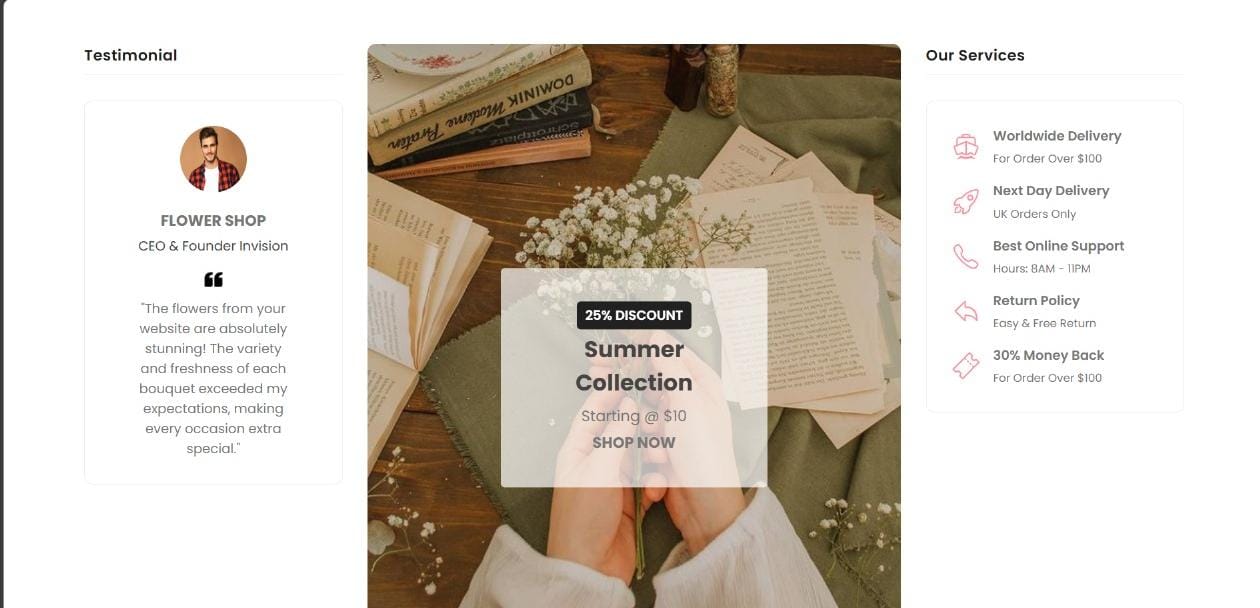 Testimonial
FLOWER SHOP
CEO & Founder Invision
"The flowers from your
website are absolutely
stunning! The variety
and freshness of each
bouquet exceeded my
expectations, making
every occasion extra
special."
DOMINIK
Moderne Piraten
Schrottplatz
25% DISCOUNT
Summer
Collection
Starting @ $10
SHOP NOW
Our Services
Worldwide Delivery
For Order Over $100
Next Day Delivery
UK Orders Only
Best Online Support
Hours: 8AM - 11PM
Return Policy
Easy & Free Return
30% Money Back
For Order Over $100